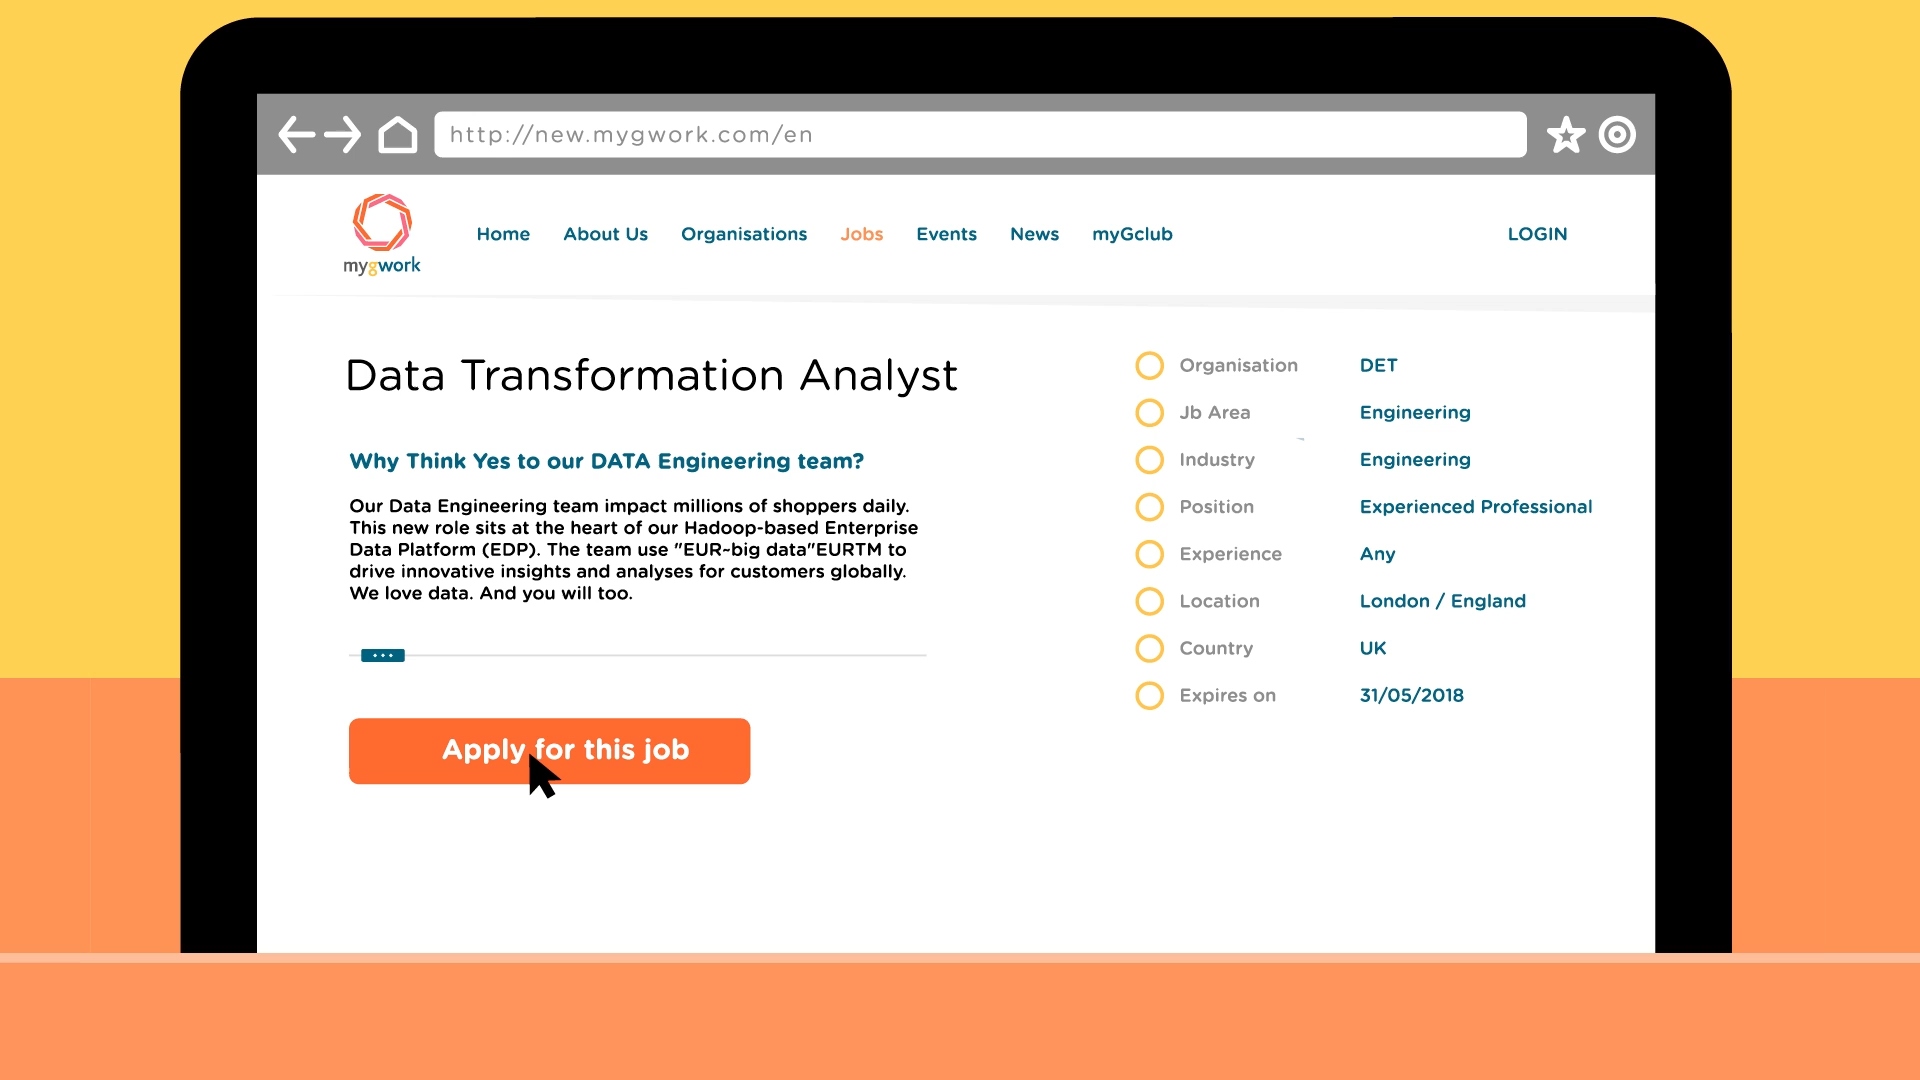 http://new.mygwork.com/en
mygwork
Home About Us Organisations Jobs Events News myGclub LOGIN
Data Transformation Analyst
Why Think Yes to our DATA Engineering team?
Our Data Engineering team impact millions of shoppers daily.
This new role sits at the heart of our Hadoop-based Enterprise
Data Platform (EDP). The team use "EUR~big data"EURTM to
drive innovative insights and analyses for customers globally.
We love data. And you will too.
Apply for this job
Organisation DET
Jb Area Engineering
Industry Engineering
Position Experienced Professional
Experience Any
Location London / England
Country UK
Expires on 31/05/2018